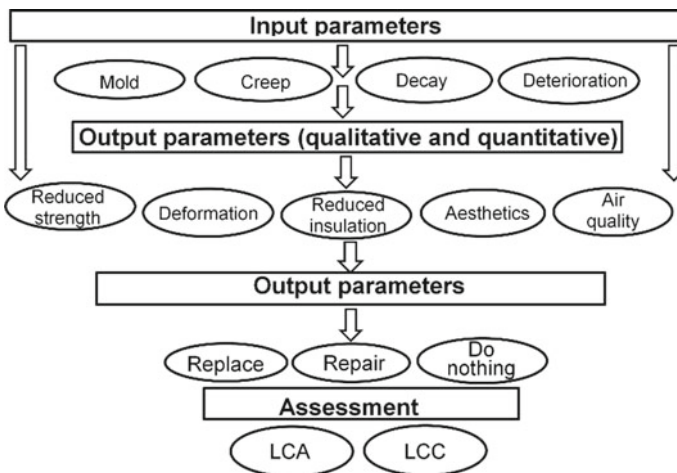 Input parameters
Mold
Creep
Decay
Deterioration
Output parameters (qualitative and quantitative)
Reduced
strength
Deformation
Reduced
insulation
Aesthetics
Air
quality
Output parameters
Replace
Repair
Do
nothing
Assessment
LCA
LCC